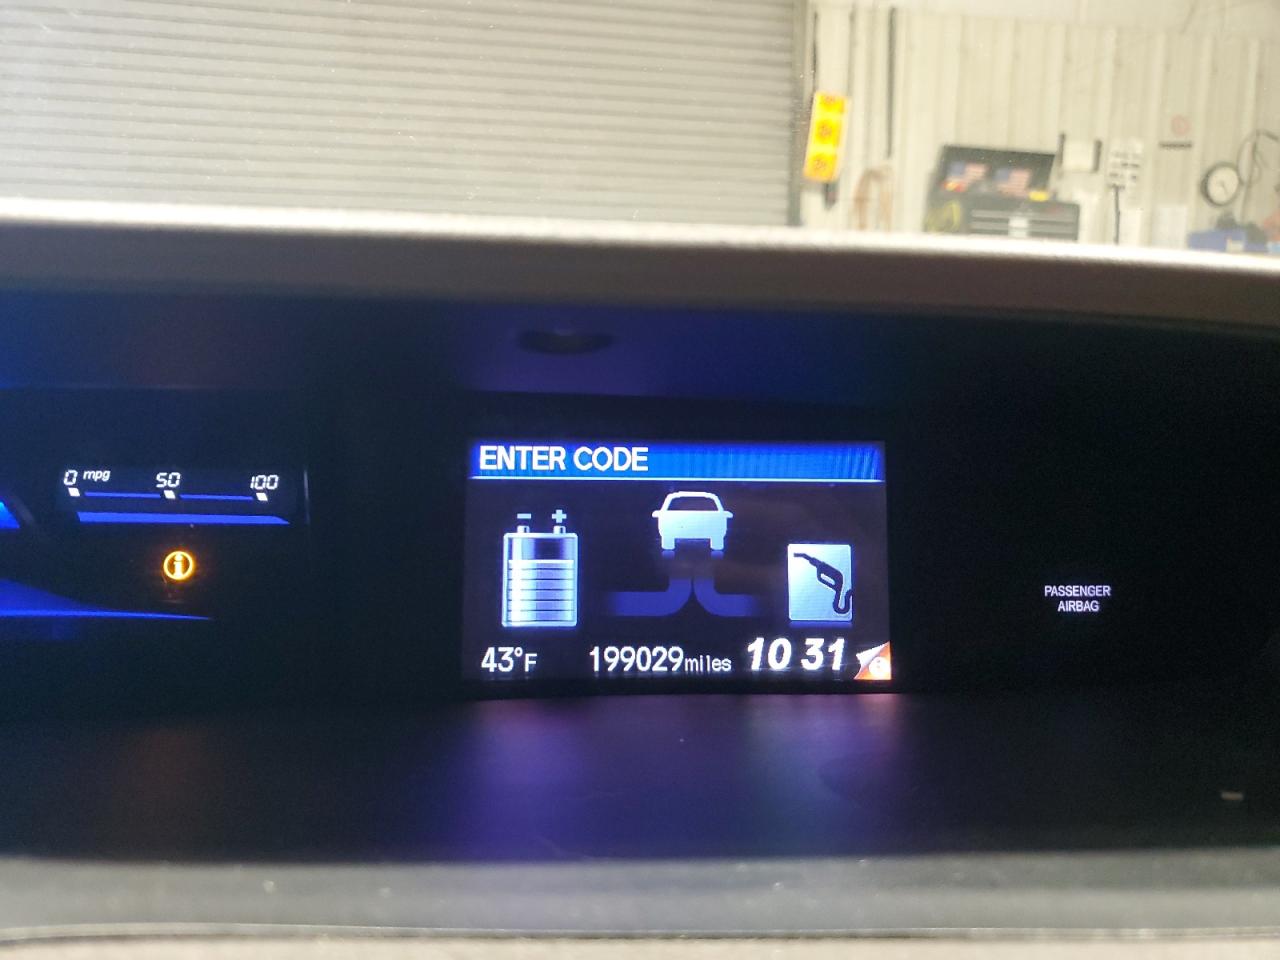 ENTER CODE
0 mpg 50 100
- +
i
43°F 199029miles 10 31
PASSENGER
AIRBAG